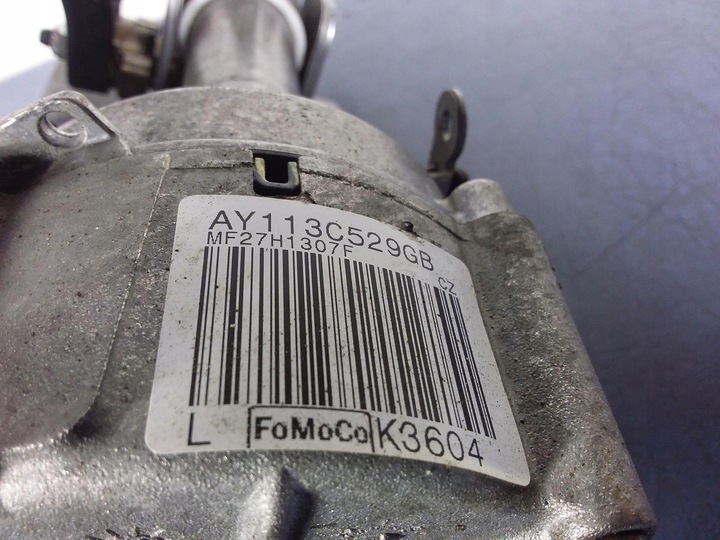 AY113C529GB
MF27H1307F
CZ
L FoMoCo K3604